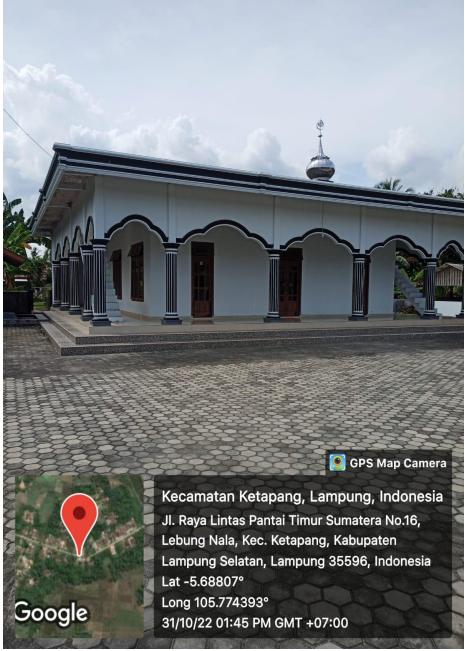 GPS Map Camera
Kecamatan Ketapang, Lampung, Indonesia
Jl. Raya Lintas Pantai Timur Sumatera No.16,
Lebung Nala, Kec. Ketapang, Kabupaten
Lampung Selatan, Lampung 35596, Indonesia
Lat -5.68807°
Long 105.774393°
31/10/22 01:45 PM GMT +07:00
Google